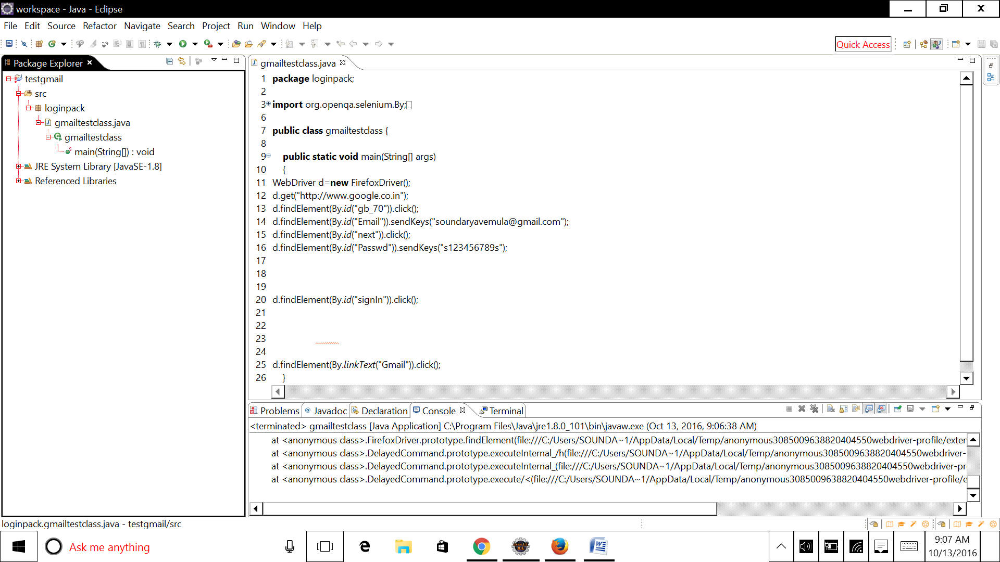 workspace - Java - Eclipse
File Edit Source Refactor Navigate Search Project Run Window Help
Quick Access
Package Explorer
testgmail
src
loginpack
gmailtestclass.java
gmailtestclass
main(String[]) : void
JRE System Library [JavaSE-1.8]
Referenced Libraries
gmailtestclass.java
1 package loginpack;
2
3 import org.openqa.selenium.By;
6
7 public class gmailtestclass {
8
9 public static void main(String[] args)
10 {
11 WebDriver d=new FirefoxDriver();
12 d.get("http://www.google.co.in");
13 d.findElement(By.id("gb_70")).click();
14 d.findElement(By.id("Email")).sendKeys("soundaryavemula@gmail.com");
15 d.findElement(By.id("next")).click();
16 d.findElement(By.id("Passwd")).sendKeys("s123456789s");
17
18
19
20 d.findElement(By.id("signIn")).click();
21
22
23
24
25 d.findElement(By.linkText("Gmail")).click();
26 }
Problems Javadoc Declaration Console Terminal
<terminated> gmailtestclass [Java Application] C:\Program Files\Java\jre1.8.0_101\bin\javaw.exe (Oct 13, 2016, 9:06:38 AM)
at <anonymous class>.FirefoxDriver.prototype.findElement(file:///C:/Users/SOUNDA~1/AppData/Local/Temp/anonymous3085009638820404550webdriver-profile/exter
at <anonymous class>.DelayedCommand.prototype.executeInternal_/h(file:///C:/Users/SOUNDA~1/AppData/Local/Temp/anonymous3085009638820404550webdriver-
at <anonymous class>.DelayedCommand.prototype.executeInternal_(file:///C:/Users/SOUNDA~1/AppData/Local/Temp/anonymous3085009638820404550webdriver-pr
at <anonymous class>.DelayedCommand.prototype.execute/<(file:///C:/Users/SOUNDA~1/AppData/Local/Temp/anonymous3085009638820404550webdriver-profile/e
loginpack.gmailtestclass.java - testgmail/src
Ask me anything
9:07 AM
10/13/2016